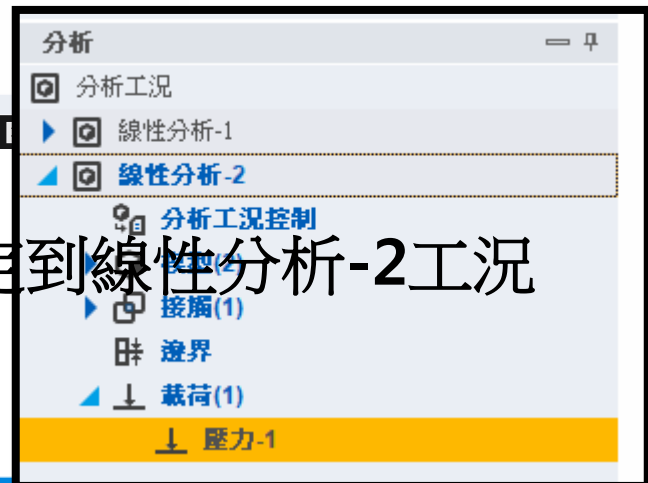 分析
分析工況
線性分析-1
線性分析-2
分析工況控制
到線性分析-2工況
(2)
接觸(1)
邊界
載荷(1)
壓力-1